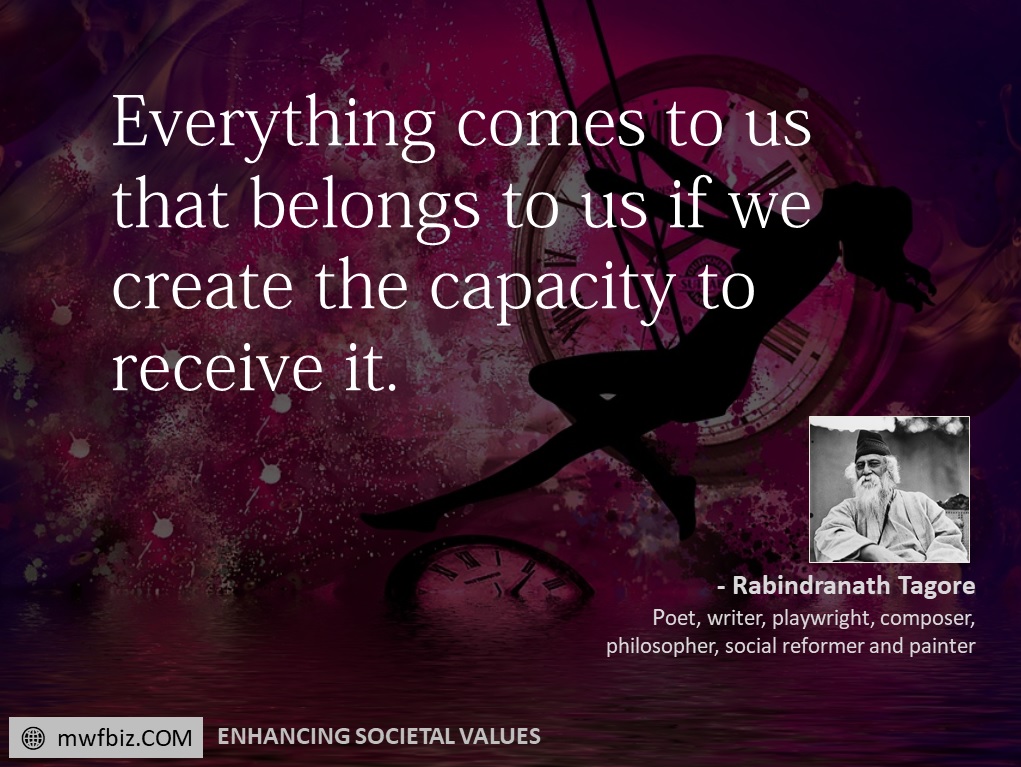 Everything comes to us
that belongs to us if we
create the capacity to
receive it.
- Rabindranath Tagore
Poet, writer, playwright, composer,
philosopher, social reformer and painter
mwfbiz.COM
ENHANCING SOCIETAL VALUES